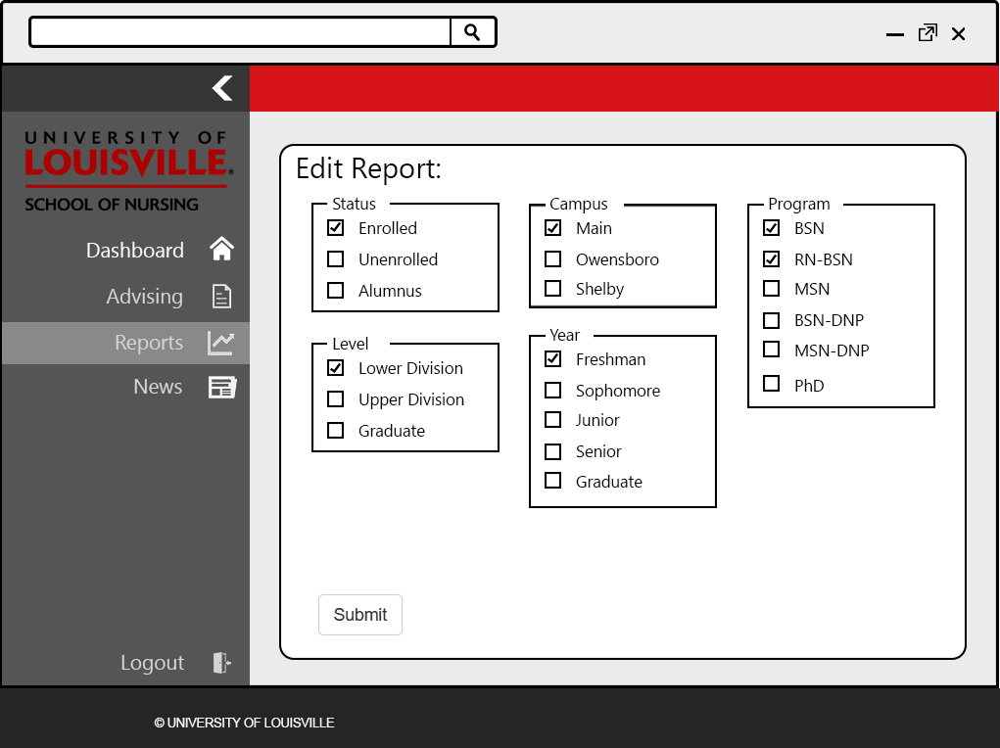 UNIVERSITY OF
LOUISVILLE.
SCHOOL OF NURSING
Dashboard
Advising
Reports
News
Logout
Edit Report:
Status
Enrolled
Unenrolled
Alumnus
Level
Lower Division
Upper Division
Graduate
Campus
Main
Owensboro
Shelby
Year
Freshman
Sophomore
Junior
Senior
Graduate
Program
BSN
RN-BSN
MSN
BSN-DNP
MSN-DNP
PhD
Submit
© UNIVERSITY OF LOUISVILLE